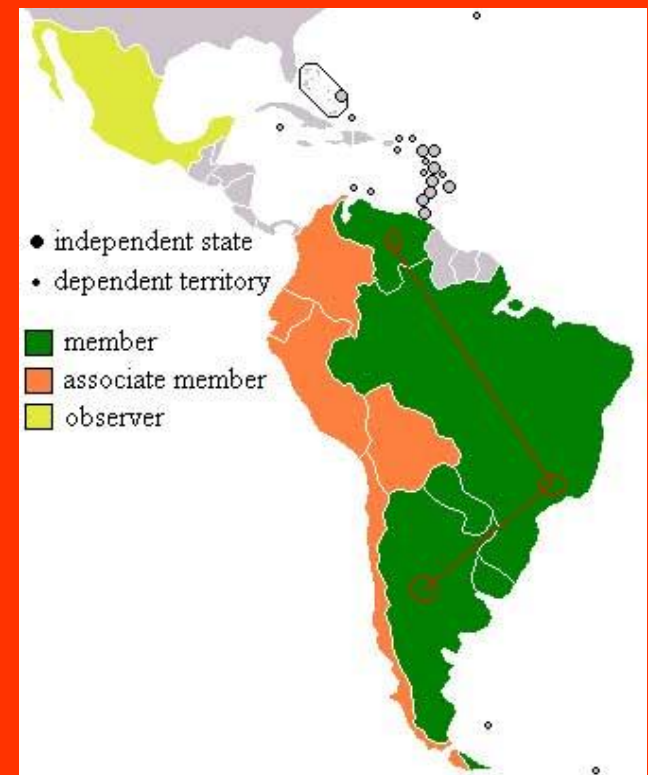 independent state
dependent territory
member
associate member
observer